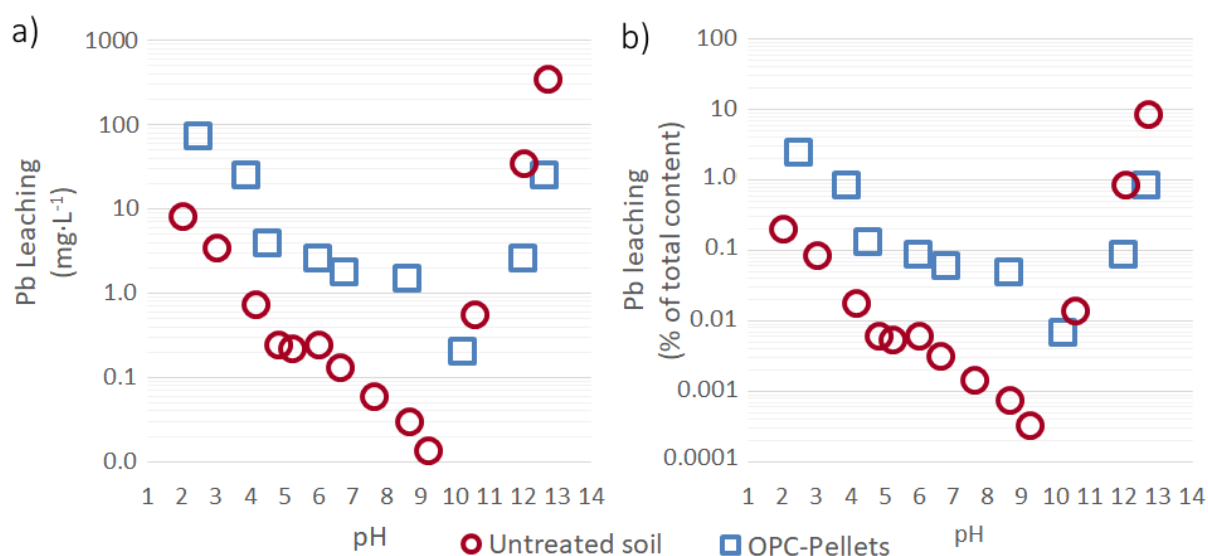 a)
Pb Leaching
(mg·L⁻¹)
1000
100
10
1.0
0.1
0.0
1 2 3 4 5 6 7 8 9 10 11 12 13 14
pH
b)
Pb leaching
(% of total content)
100
10
1.0
0.1
0.01
0.001
0.0001
1 2 3 4 5 6 7 8 9 10 11 12 13 14
pH
Untreated soil
OPC-Pellets